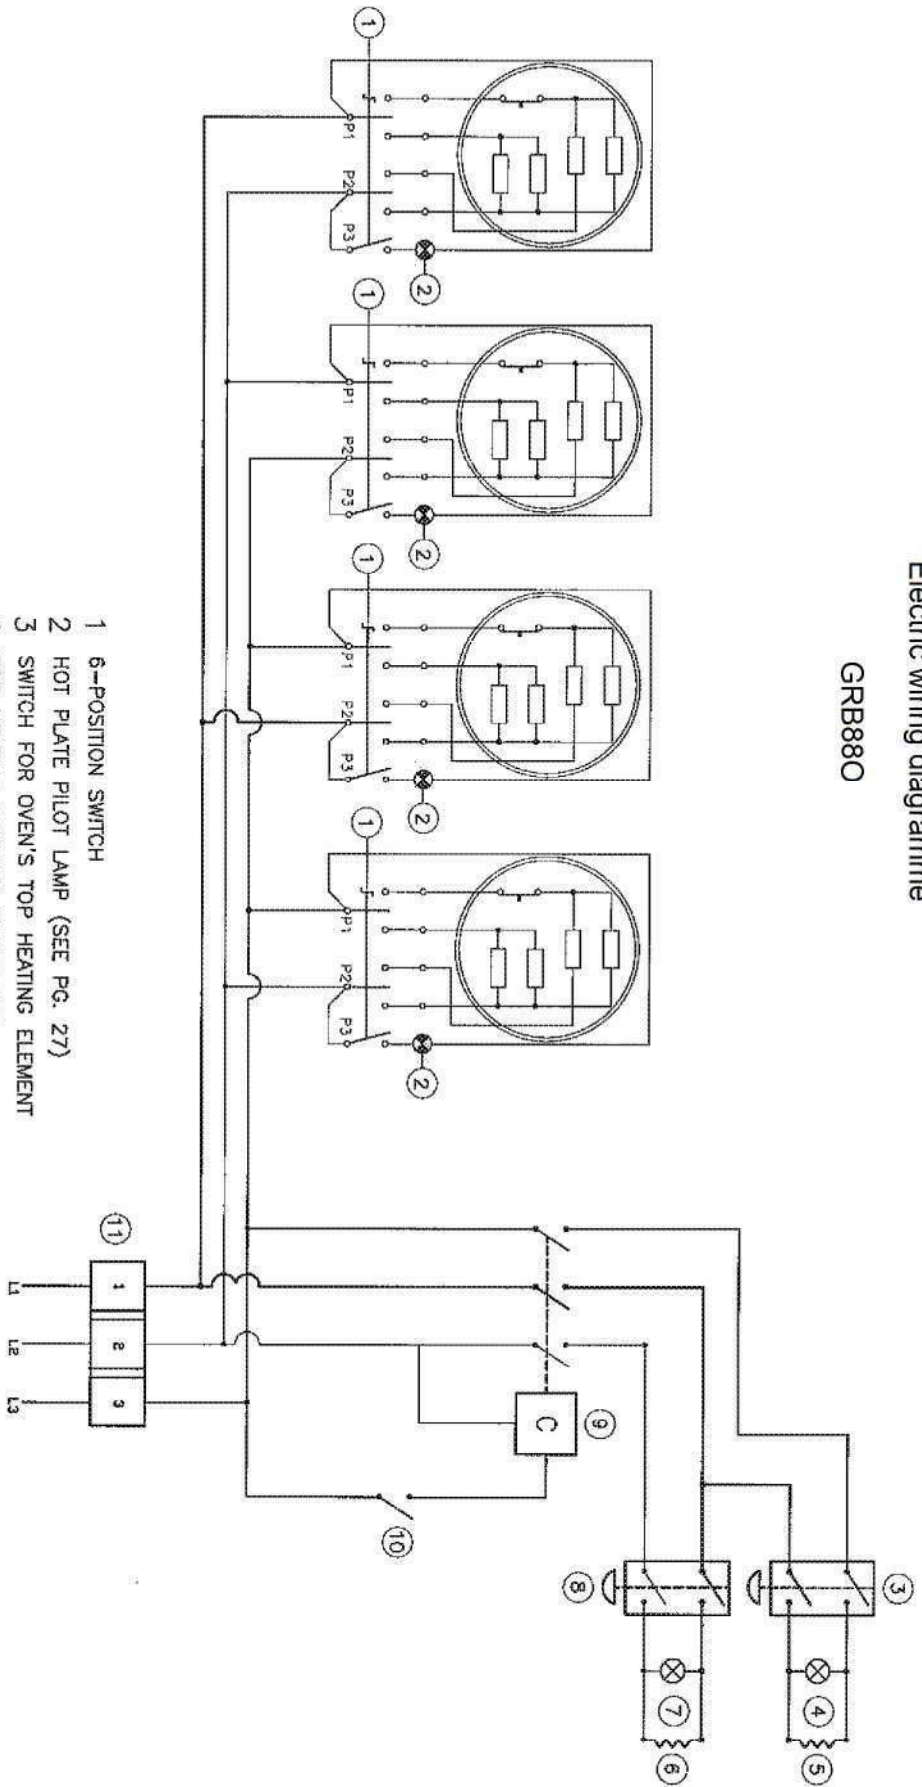 Electric wiring diagramme
GRB88O
3
4
5
8
7
6
9
C
10
2
2
2
2
1
P1
P2
P3
1
P1
P2
P3
1
P1
P2
P3
1
P1
P2
P3
11
1
2
3
L1
L2
L3
1 6-POSITION SWITCH
2 HOT PLATE PILOT LAMP (SEE PG. 27)
3 SWITCH FOR OVEN'S TOP HEATING ELEMENT